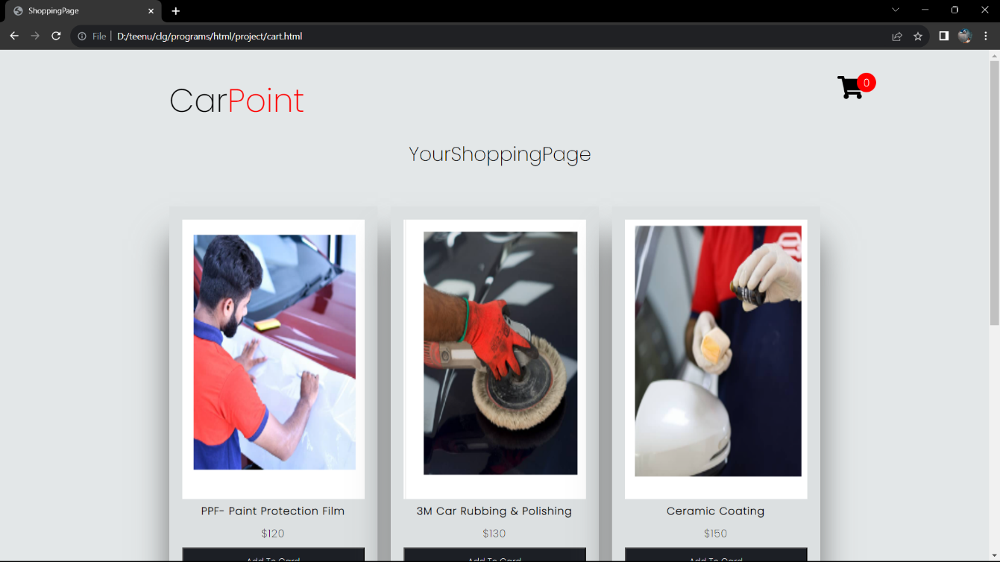 ShoppingPage
File
D:/teenu/clg/programs/html/project/cart.html
CarPoint
0
YourShoppingPage
PPF- Paint Protection Film
3M Car Rubbing & Polishing
Ceramic Coating
$120
$130
$150
Add To Card
Add To Card
Add To Card